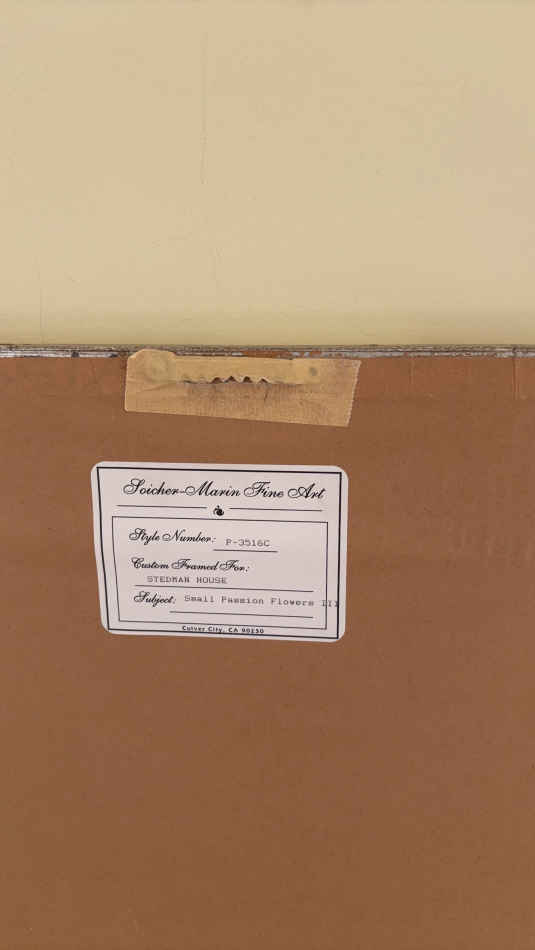 Soicher-Marin Fine Art
Style Number: P-3516C
Custom Framed For:
STEDMAN HOUSE
Subject: Small Passion Flowers III
Culver City, CA 90230